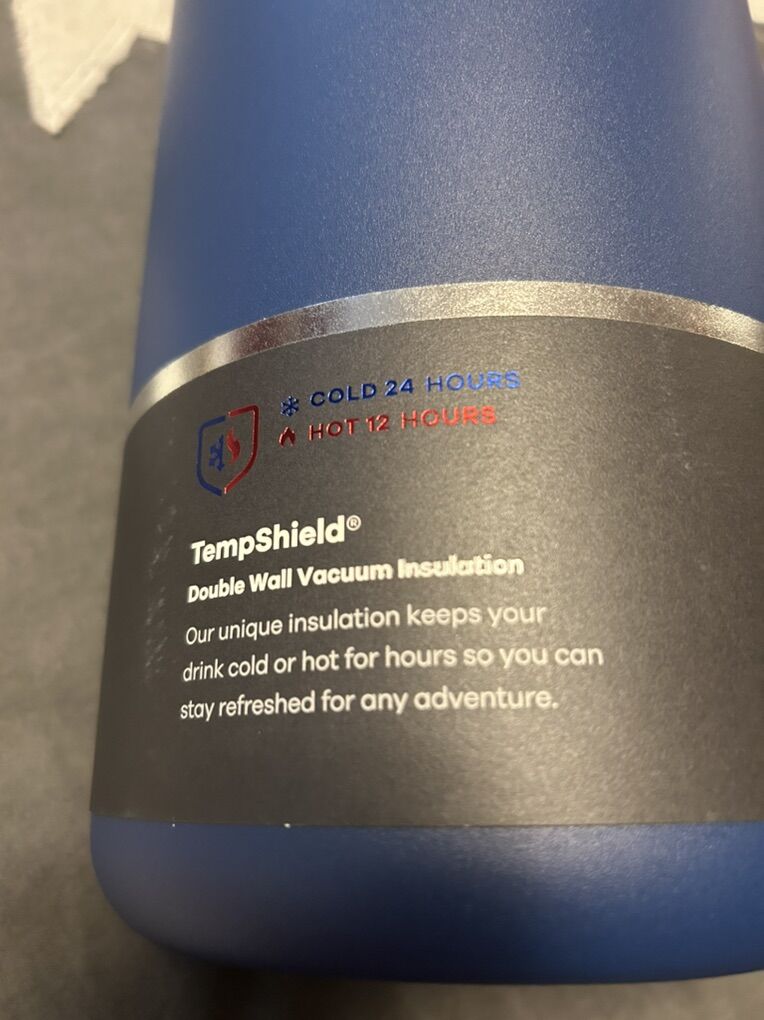 COLD 24 HOURS
HOT 12 HOURS
TempShield®
Double Wall Vacuum Insulation
Our unique insulation keeps your
drink cold or hot for hours so you can
stay refreshed for any adventure.